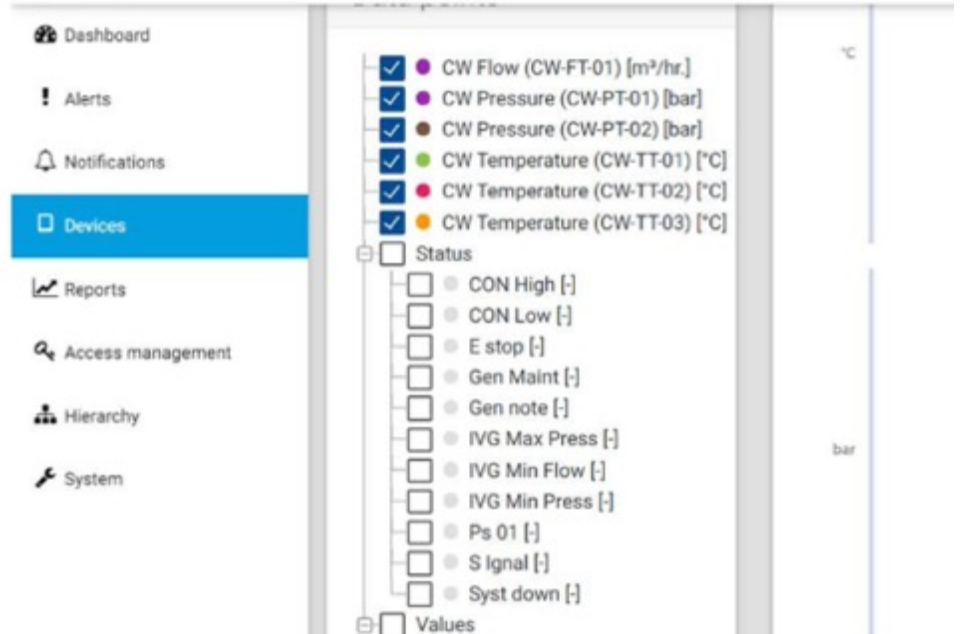 Dashboard
Alerts
Notifications
Devices
Reports
Access management
Hierarchy
System
CW Flow (CW-FT-01) [m³/hr.]
CW Pressure (CW-PT-01) [bar]
CW Pressure (CW-PT-02) [bar]
CW Temperature (CW-TT-01) [°C]
CW Temperature (CW-TT-02) [°C]
CW Temperature (CW-TT-03) [°C]
Status
CON High [-]
CON Low [-]
E stop [-]
Gen Maint [-]
Gen note [-]
IVG Max Press [-]
IVG Min Flow [-]
IVG Min Press [-]
Ps 01 [-]
S Ignal [-]
Syst down [-]
Values
°C
bar